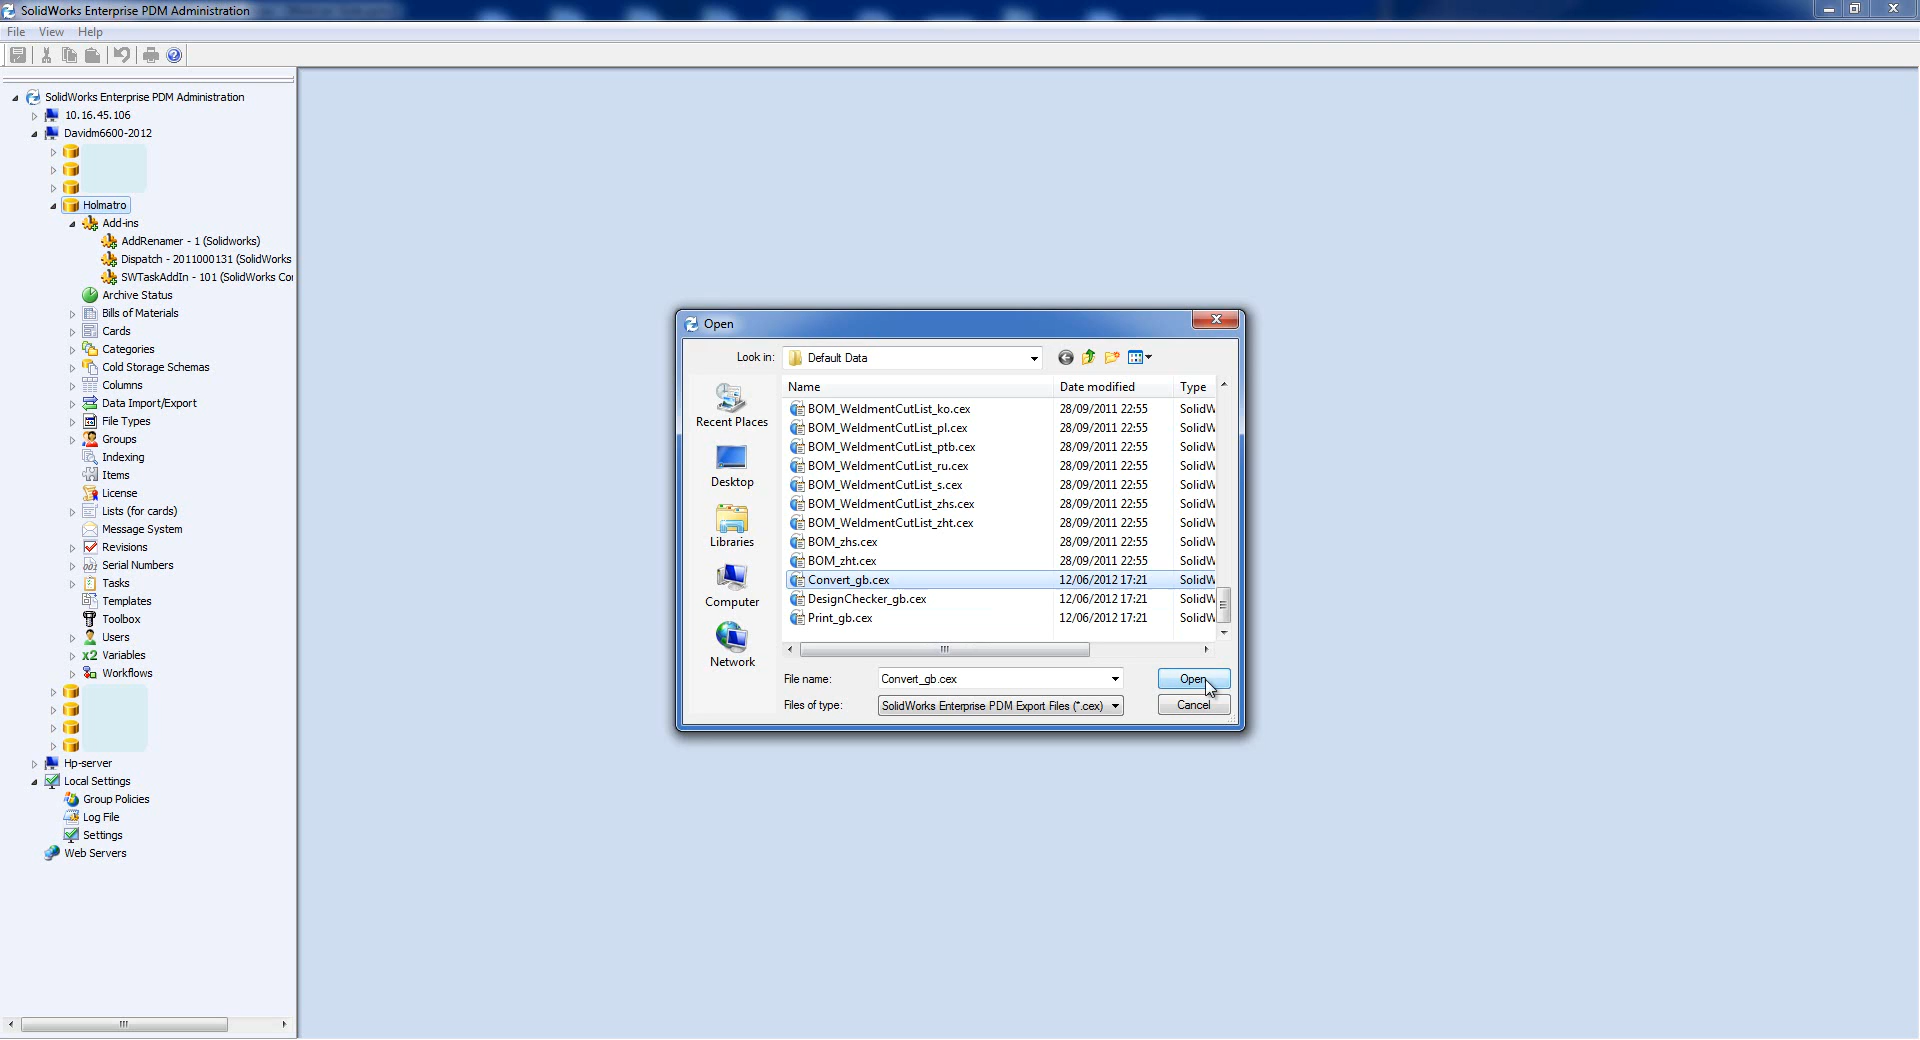 SolidWorks Enterprise PDM Administration
File View Help
SolidWorks Enterprise PDM Administration
10.16.45.106
Davidm6600-2012
Holmatro
Add-ins
AddRenamer - 1 (Solidworks)
Dispatch - 2011000131 (SolidWorks
SWTaskAddIn - 101 (SolidWorks Cor
Archive Status
Bills of Materials
Cards
Categories
Cold Storage Schemas
Columns
Data Import/Export
File Types
Groups
Indexing
Items
License
Lists (for cards)
Message System
Revisions
Serial Numbers
Tasks
Templates
Toolbox
Users
Variables
Workflows
Hp-server
Local Settings
Group Policies
Log File
Settings
Web Servers
Open
Look in: Default Data
Recent Places
Desktop
Libraries
Computer
Network
Name Date modified Type
BOM_WeldmentCutList_ko.cex 28/09/2011 22:55 SolidW
BOM_WeldmentCutList_pl.cex 28/09/2011 22:55 SolidW
BOM_WeldmentCutList_ptb.cex 28/09/2011 22:55 SolidW
BOM_WeldmentCutList_ru.cex 28/09/2011 22:55 SolidW
BOM_WeldmentCutList_s.cex 28/09/2011 22:55 SolidW
BOM_WeldmentCutList_zhs.cex 28/09/2011 22:55 SolidW
BOM_WeldmentCutList_zht.cex 28/09/2011 22:55 SolidW
BOM_zhs.cex 28/09/2011 22:55 SolidW
BOM_zht.cex 28/09/2011 22:55 SolidW
Convert_gb.cex 12/06/2012 17:21 SolidW
DesignChecker_gb.cex 12/06/2012 17:21 SolidW
Print_gb.cex 12/06/2012 17:21 SolidW
File name: Convert_gb.cex Open
Files of type: SolidWorks Enterprise PDM Export Files (*.cex) Cancel